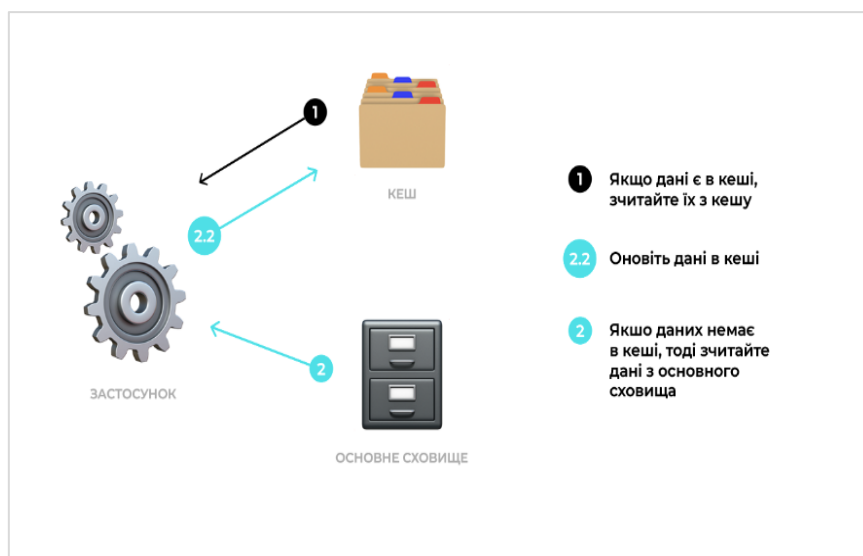 1
КЕШ
2.2
2
ЗАСТОСУНОК
ОСНОВНЕ СХОВИЩЕ
1 Якщо дані є в кеші,
зчитайте їх з кешу
2.2 Оновіть дані в кеші
2 Якшо даних немає
в кеші, тоді зчитайте
дані з основного
сховища